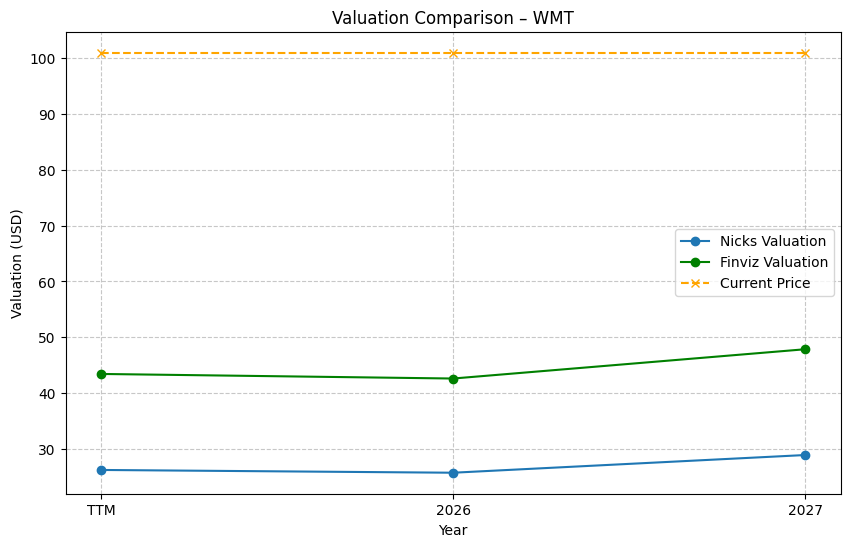 Valuation Comparison – WMT
Valuation (USD)
100
90
80
70
60
50
40
30
Nicks Valuation
Finviz Valuation
Current Price
TTM
2026
2027
Year